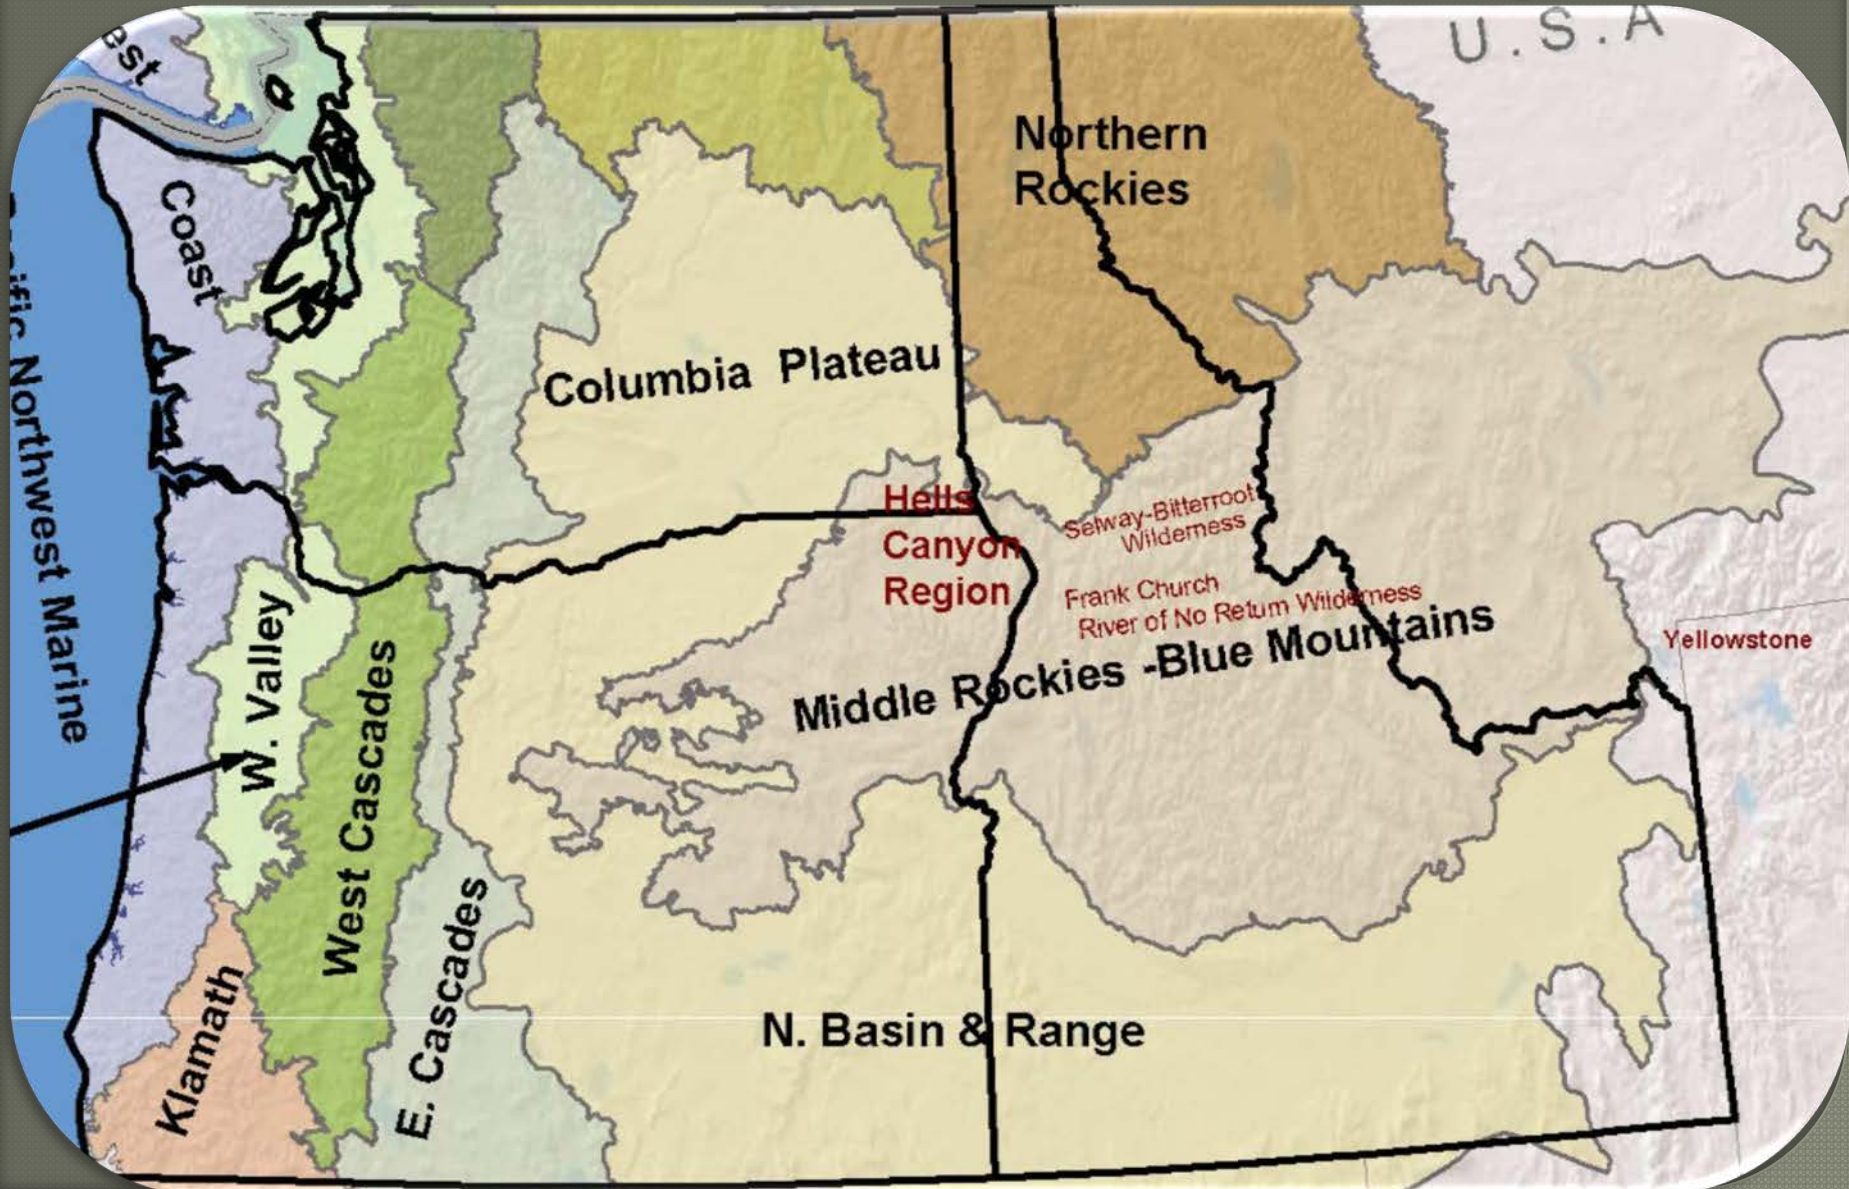 est
U.S.A
Northern
Rockies
Coast
Northwest Marine
Columbia Plateau
Hells
Canyon
Region
Selway-Bitterroot
Wilderness
Frank Church
River of No Return Wilderness
Middle Rockies -Blue Mountains
Yellowstone
W. Valley
West Cascades
E. Cascades
Klamath
N. Basin & Range